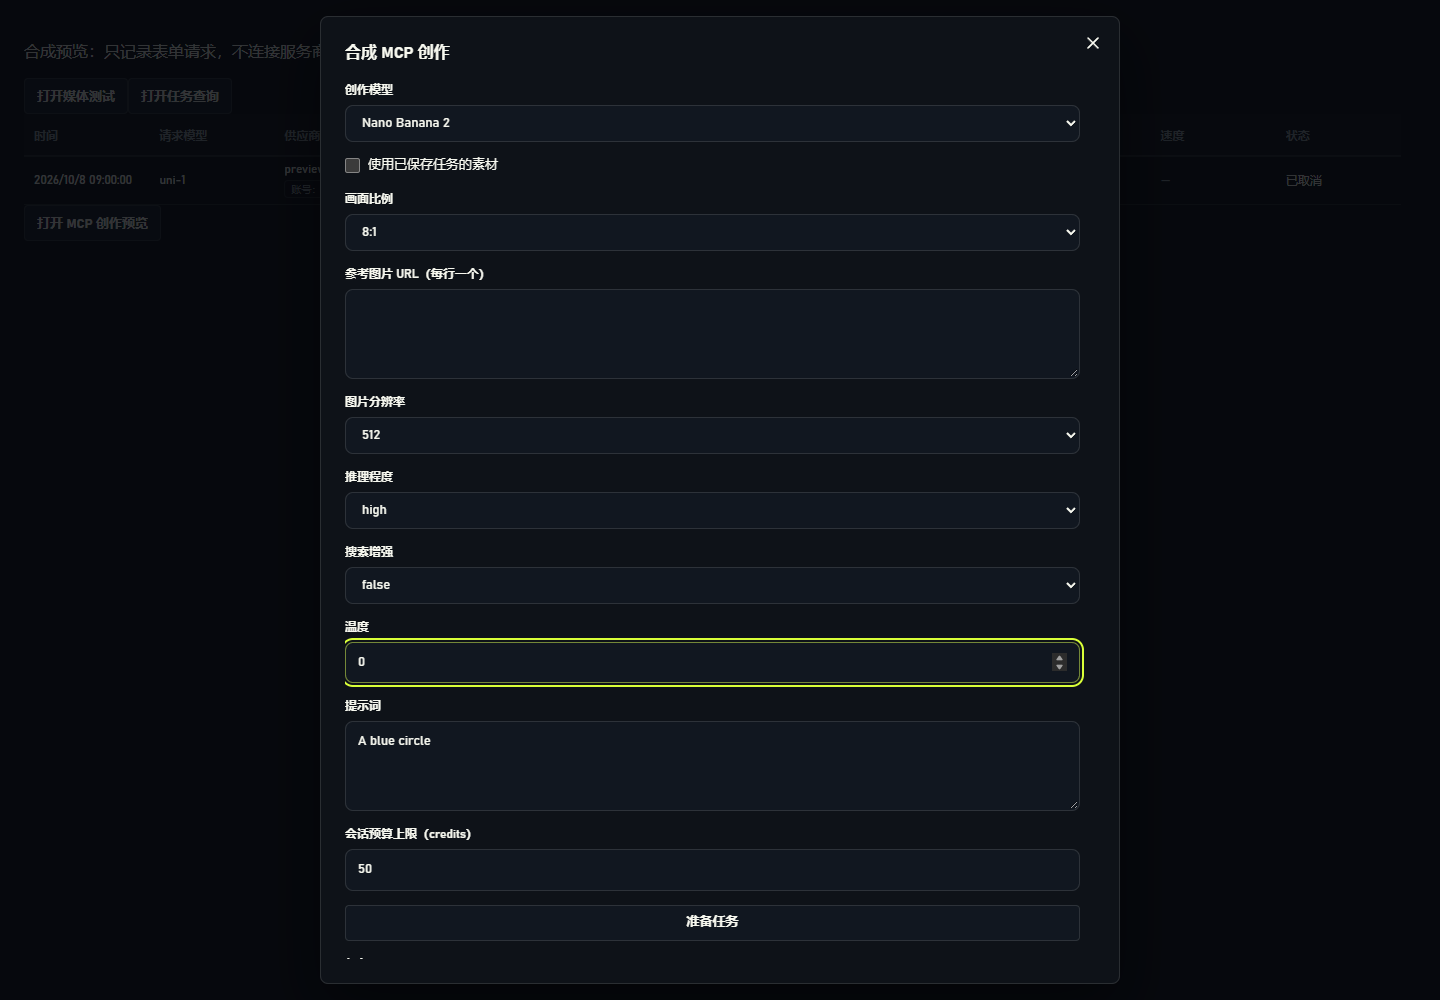 合成预览：只记录表单请求，不连接服务商
打开媒体测试 打开任务查询
时间 请求模型 供应商 速度 状态
2026/10/8 09:00:00 uni-1 preview — 已取消
账号:
打开 MCP 创作预览
合成 MCP 创作
创作模型
Nano Banana 2
使用已保存任务的素材
画面比例
8:1
参考图片 URL（每行一个）
图片分辨率
512
推理程度
high
搜索增强
false
温度
0
提示词
A blue circle
会话预算上限（credits）
50
准备任务